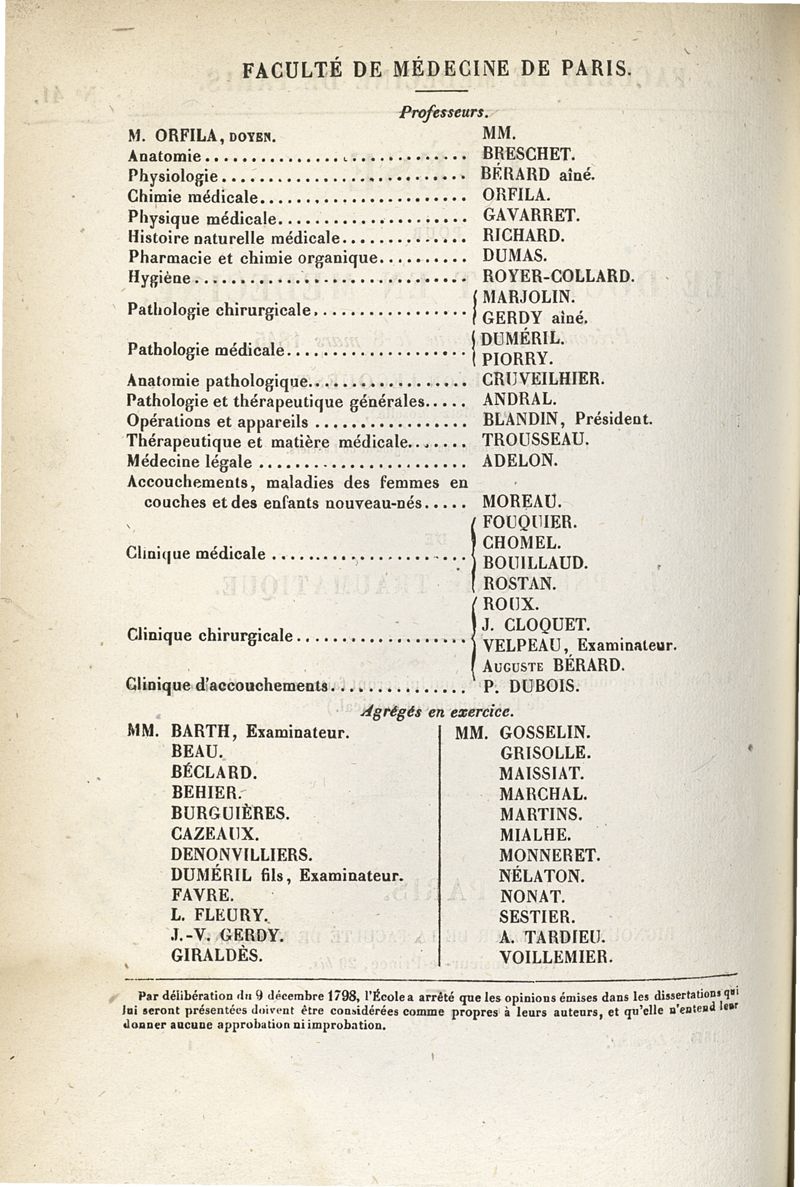 FACULTÉ DE MÉDECINE DE PARIS.
Professeurs.
M. ORFILA, DOYEN. MM.
Anatomie........................................ BRESCHET.
Physiologie..................................... BÉRARD aîné.
Chimie médicale................................ ORFILA.
Physique médicale.............................. GAVARRET.
Histoire naturelle médicale.................... RICHARD.
Pharmacie et chimie organique.................. DUMAS.
Hygiène......................................... ROYER-COLLARD.
Pathologie chirurgicale........................ { MARJOLIN.
GERDY aîné.
Pathologie médicale............................ { DUMÉRIL.
PIORRY.
Anatomie pathologique.......................... CRUVEILHIER.
Pathologie et thérapeutique générales..... ANDRAL.
Opérations et appareils ....................... BLANDIN, Président.
Thérapeutique et matière médicale......... TROUSSEAU.
Médecine légale ............................... ADELON.
Accouchements, maladies des femmes en
couches et des enfants nouveau-nés..... MOREAU.
Clinique médicale ............................. { FOUQUIER.
CHOMEL.
BOUILLAUD.
ROSTAN.
Clinique chirurgicale.......................... { ROUX.
J. CLOQUET.
VELPEAU, Examinateur.
AUGUSTE BÉRARD.
Clinique d'accouchements...................... P. DUBOIS.
Agrégés en exercice.
MM. BARTH, Examinateur.
BEAU.
BÉCLARD.
BEHIER.
BURGUIÈRES.
CAZEAUX.
DENONVILLIERS.
DUMÉRIL fils, Examinateur.
FAVRE.
L. FLEURY.
J.-V. GERDY.
GIRALDÈS.
MM. GOSSELIN.
GRISOLLE.
MAISSIAT.
MARCHAL.
MARTINS.
MIALHE.
MONNERET.
NÉLATON.
NONAT.
SESTIER.
A. TARDIEU.
VOILLEMIER.
Par délibération du 9 décembre 1798, l'École a arrêté que les opinions émises dans les dissertations qui
lui seront présentées doivent être considérées comme propres à leurs auteurs, et qu'elle n'entend leur
donner aucune approbation ni improbation.